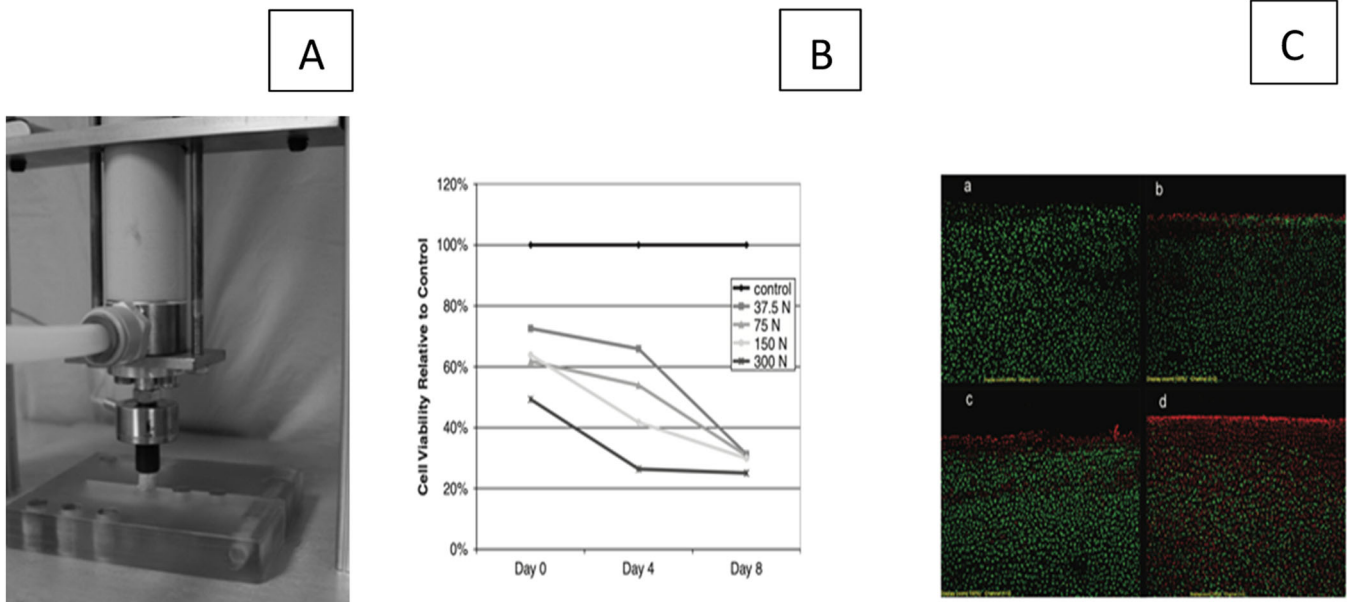 A
B
C
120%
100%
80%
60%
40%
20%
0%
Cell Viability Relative to Control
control
37.5 N
75 N
150 N
300 N
Day 0
Day 4
Day 8
a
b
c
d